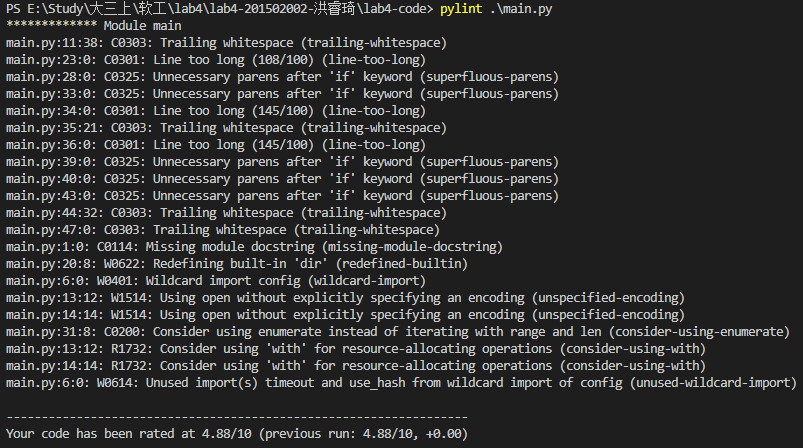 PS E:\Study\大三上\软工\lab4\lab4-201502002-洪睿琦\lab4-code> pylint .\main.py
************* Module main
main.py:11:38: C0303: Trailing whitespace (trailing-whitespace)
main.py:23:0: C0301: Line too long (108/100) (line-too-long)
main.py:28:0: C0325: Unnecessary parens after 'if' keyword (superfluous-parens)
main.py:33:0: C0325: Unnecessary parens after 'if' keyword (superfluous-parens)
main.py:34:0: C0301: Line too long (145/100) (line-too-long)
main.py:35:21: C0303: Trailing whitespace (trailing-whitespace)
main.py:36:0: C0301: Line too long (145/100) (line-too-long)
main.py:39:0: C0325: Unnecessary parens after 'if' keyword (superfluous-parens)
main.py:40:0: C0325: Unnecessary parens after 'if' keyword (superfluous-parens)
main.py:43:0: C0325: Unnecessary parens after 'if' keyword (superfluous-parens)
main.py:44:32: C0303: Trailing whitespace (trailing-whitespace)
main.py:47:0: C0303: Trailing whitespace (trailing-whitespace)
main.py:1:0: C0114: Missing module docstring (missing-module-docstring)
main.py:20:8: W0622: Redefining built-in 'dir' (redefined-builtin)
main.py:6:0: W0401: Wildcard import config (wildcard-import)
main.py:13:12: W1514: Using open without explicitly specifying an encoding (unspecified-encoding)
main.py:14:14: W1514: Using open without explicitly specifying an encoding (unspecified-encoding)
main.py:31:8: C0200: Consider using enumerate instead of iterating with range and len (consider-using-enumerate)
main.py:13:12: R1732: Consider using 'with' for resource-allocating operations (consider-using-with)
main.py:14:14: R1732: Consider using 'with' for resource-allocating operations (consider-using-with)
main.py:6:0: W0614: Unused import(s) timeout and use_hash from wildcard import of config (unused-wildcard-import)
------------------------------------------------------------------
Your code has been rated at 4.88/10 (previous run: 4.88/10, +0.00)